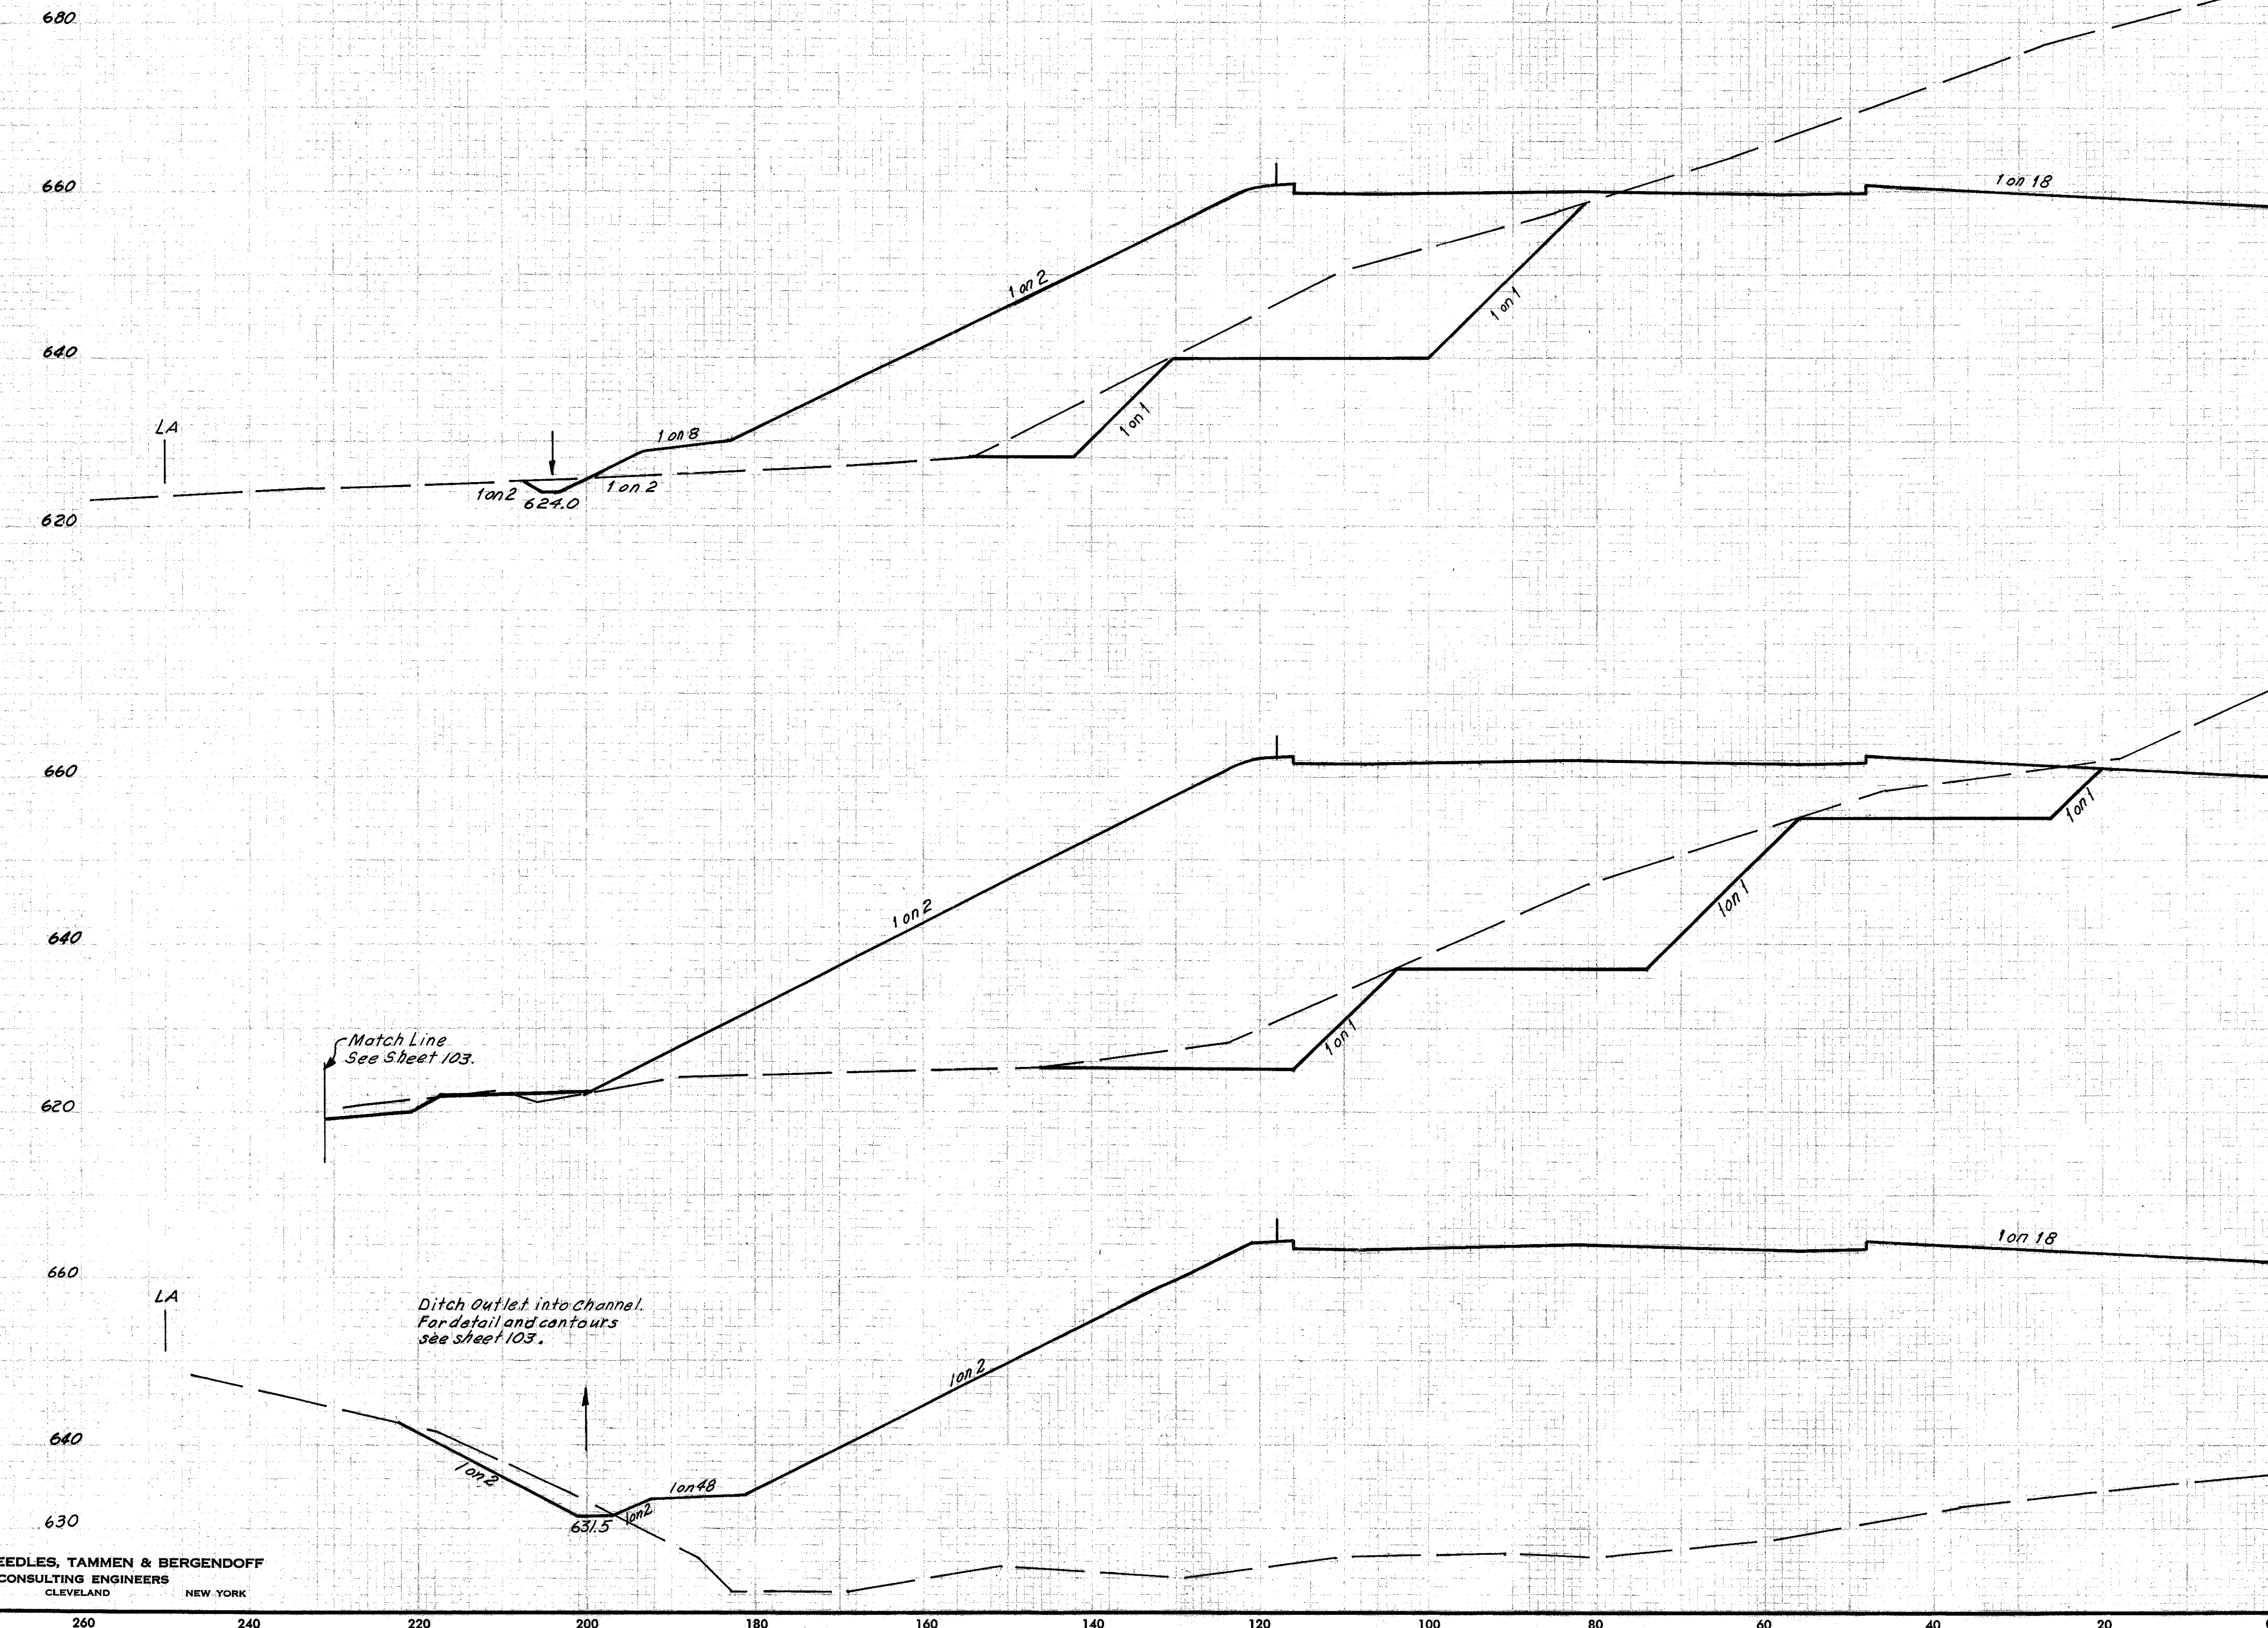 680
660
1 on 18
1 on 2
1 on 1
640
1 on 1
LA
1 on 8
1 on 2
1 on 2
624.0
620
660
1 on 1
1 on 2
1 on 1
640
1 on 1
Match Line
See Sheet 103.
620
1 on 18
660
LA
Ditch Outlet into channel.
For detail and contours
see sheet 103.
1 on 2
640
1 on 2
1 on 48
1 on 2
631.5
630
EEDLES, TAMMEN & BERGENDOFF
CONSULTING ENGINEERS
CLEVELAND NEW YORK
260 240 220 200 180 160 140 120 100 80 60 40 20